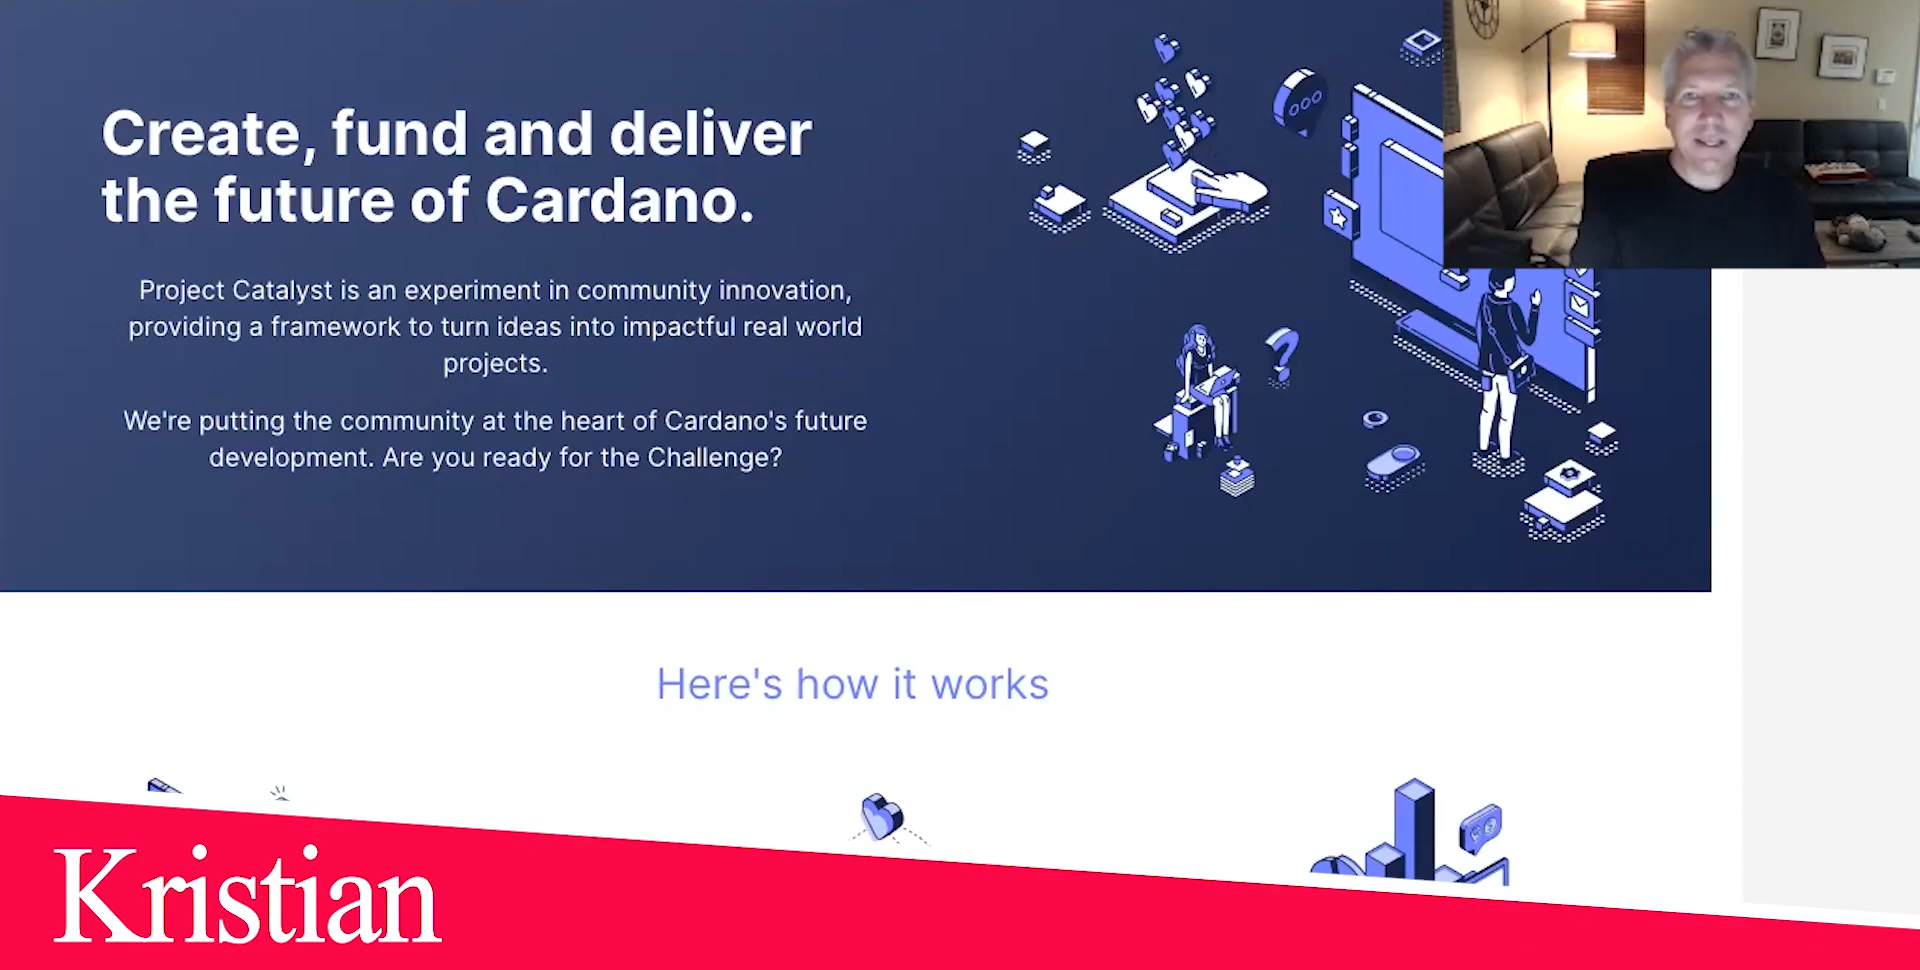 Create, fund and deliver
the future of Cardano.
Project Catalyst is an experiment in community innovation,
providing a framework to turn ideas into impactful real world
projects.
We're putting the community at the heart of Cardano's future
development. Are you ready for the Challenge?
Here's how it works
Kristian